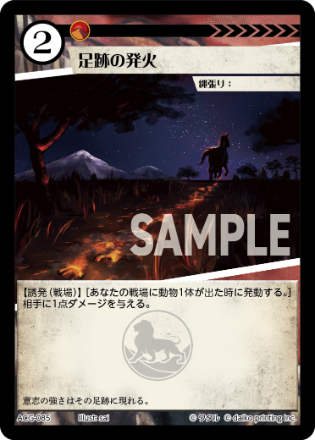 2
足跡の発火
縄張り：
SAMPLE
【誘発（戦場）】［あなたの戦場に動物1体が出た時に発動する。］
相手に1点ダメージを与える。
意志の強さはその足跡に現れる。
ACG-035 Illust:sai © ワタル © daiko printing inc.